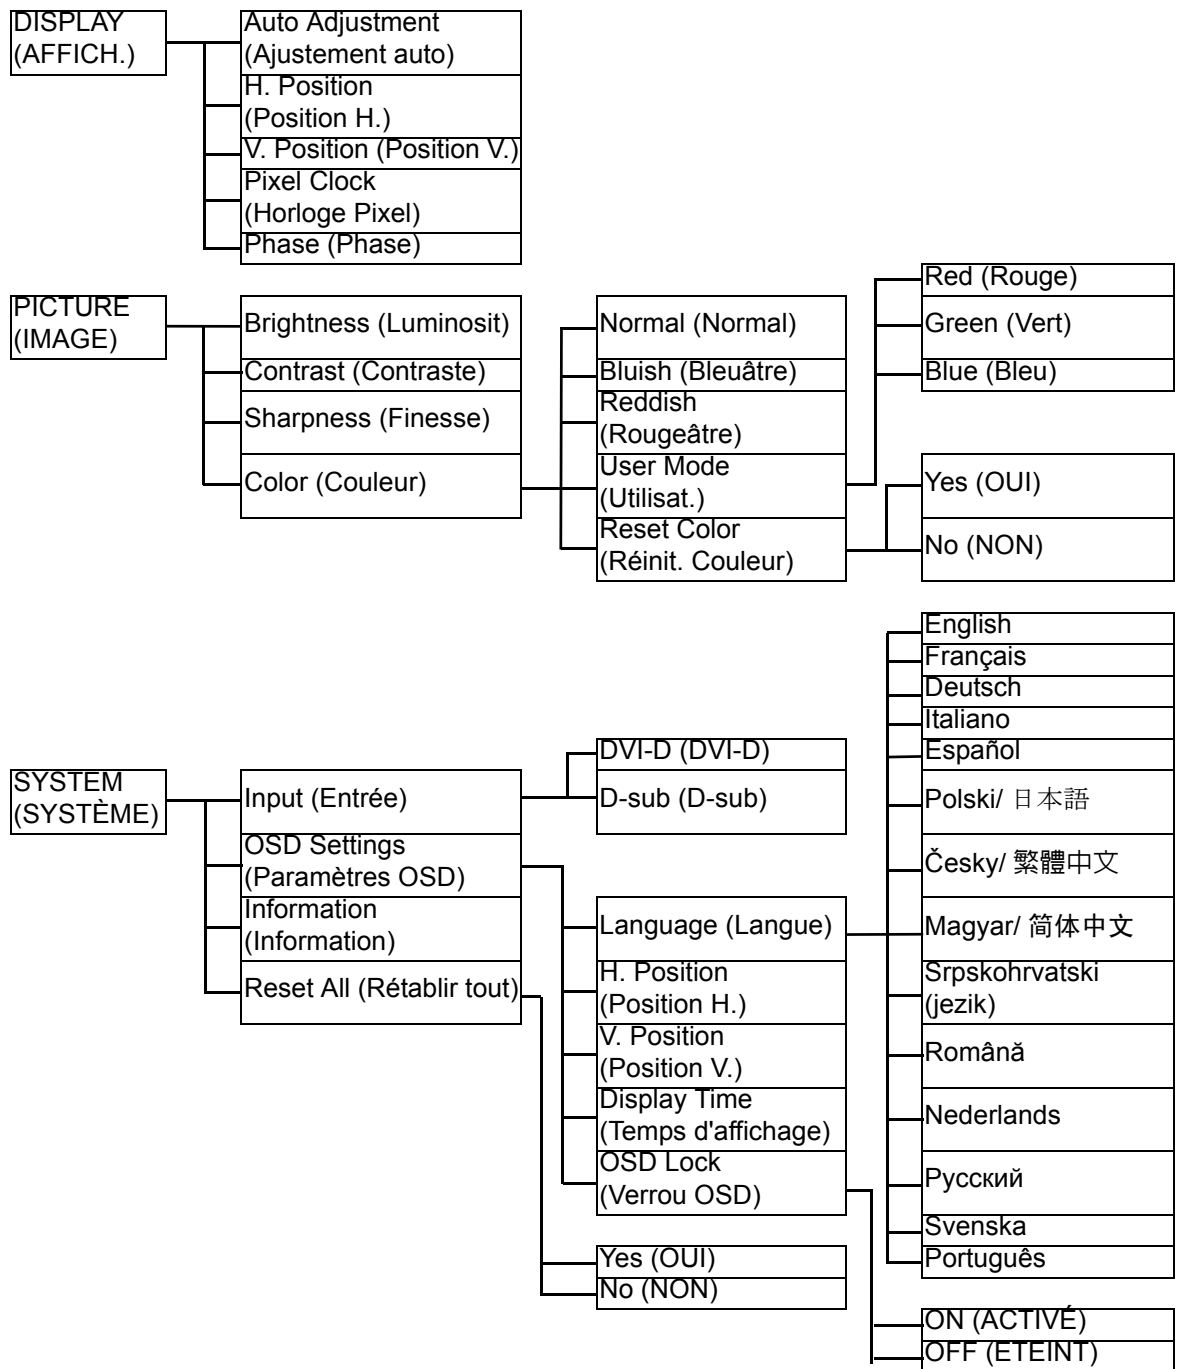 DISPLAY
(AFFICH.)
Auto Adjustment
(Ajustement auto)
H. Position
(Position H.)
V. Position (Position V.)
Pixel Clock
(Horloge Pixel)
Phase (Phase)
PICTURE
(IMAGE)
Brightness (Luminosit)
Contrast (Contraste)
Sharpness (Finesse)
Color (Couleur)
Normal (Normal)
Bluish (Bleuâtre)
Reddish
(Rougeâtre)
User Mode
(Utilisat.)
Reset Color
(Réinit. Couleur)
Red (Rouge)
Green (Vert)
Blue (Bleu)
Yes (OUI)
No (NON)
SYSTEM
(SYSTÈME)
Input (Entrée)
OSD Settings
(Paramètres OSD)
Information
(Information)
Reset All (Rétablir tout)
DVI-D (DVI-D)
D-sub (D-sub)
Language (Langue)
H. Position
(Position H.)
V. Position
(Position V.)
Display Time
(Temps d'affichage)
OSD Lock
(Verrou OSD)
Yes (OUI)
No (NON)
English
Français
Deutsch
Italiano
Español
Polski/ 日本語
Česky/ 繁體中文
Magyar/ 简体中文
Srpskohrvatski
(jezik)
Română
Nederlands
Русский
Svenska
Português
ON (ACTIVÉ)
OFF (ETEINT)